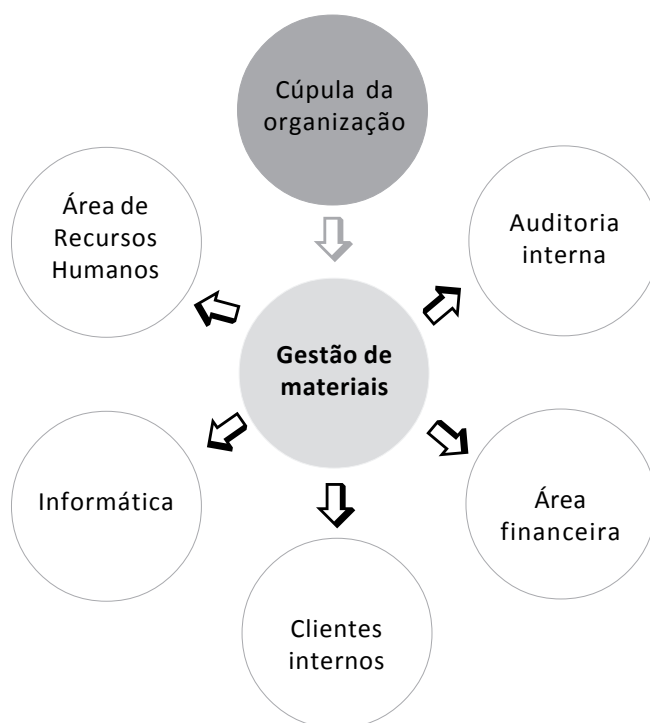 Cúpula da
organização
Área de
Recursos
Humanos
Auditoria
interna
Gestão de
materiais
Informática
Área
financeira
Clientes
internos